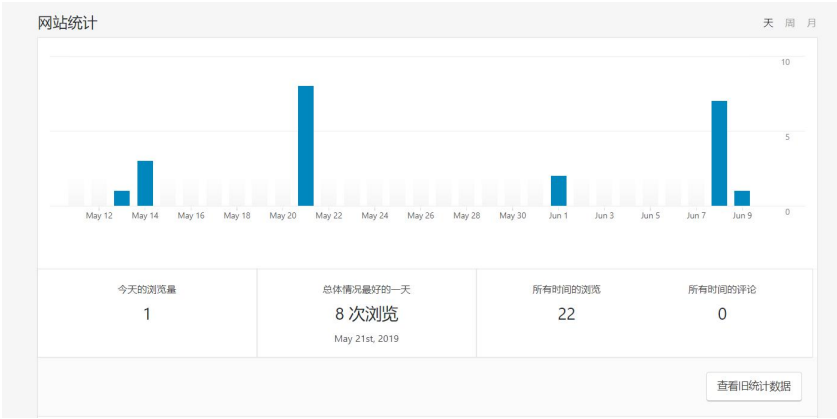 网站统计
天 周 月
10
5
0
May 12 May 14 May 16 May 18 May 20 May 22 May 24 May 26 May 28 May 30 Jun 1 Jun 3 Jun 5 Jun 7 Jun 9
今天的浏览量
1
总体情况最好的一天
8 次浏览
May 21st, 2019
所有时间的浏览
22
所有时间的评论
0
查看旧统计数据